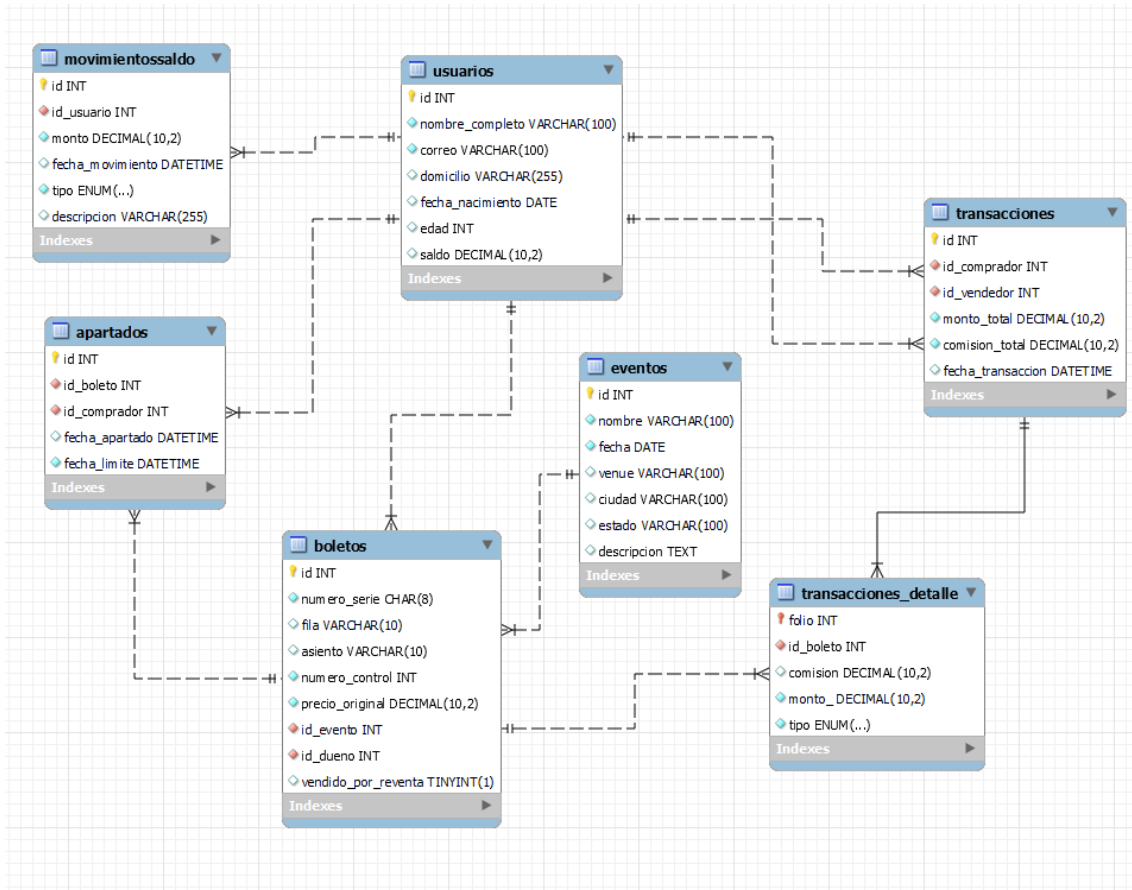 movimientossaldo
id INT
id_usuario INT
monto DECIMAL(10,2)
fecha_movimiento DATETIME
tipo ENUM(...)
descripcion VARCHAR(255)
Indexes
usuarios
id INT
nombre_completo VARCHAR(100)
correo VARCHAR(100)
domicilio VARCHAR(255)
fecha_nacimiento DATE
edad INT
saldo DECIMAL(10,2)
Indexes
transacciones
id INT
id_comprador INT
id_vendedor INT
monto_total DECIMAL(10,2)
comision_total DECIMAL(10,2)
fecha_transaccion DATETIME
Indexes
apartados
id INT
id_boleto INT
id_comprador INT
fecha_apartado DATETIME
fecha_limite DATETIME
Indexes
eventos
id INT
nombre VARCHAR(100)
fecha DATE
venue VARCHAR(100)
ciudad VARCHAR(100)
estado VARCHAR(100)
descripcion TEXT
Indexes
boletos
id INT
numero_serie CHAR(8)
fila VARCHAR(10)
asiento VARCHAR(10)
numero_control INT
precio_original DECIMAL(10,2)
id_evento INT
id_dueno INT
vendido_por_reventa TINYINT(1)
Indexes
transacciones_detalle
folio INT
id_boleto INT
comision DECIMAL(10,2)
monto_ DECIMAL(10,2)
tipo ENUM(...)
Indexes